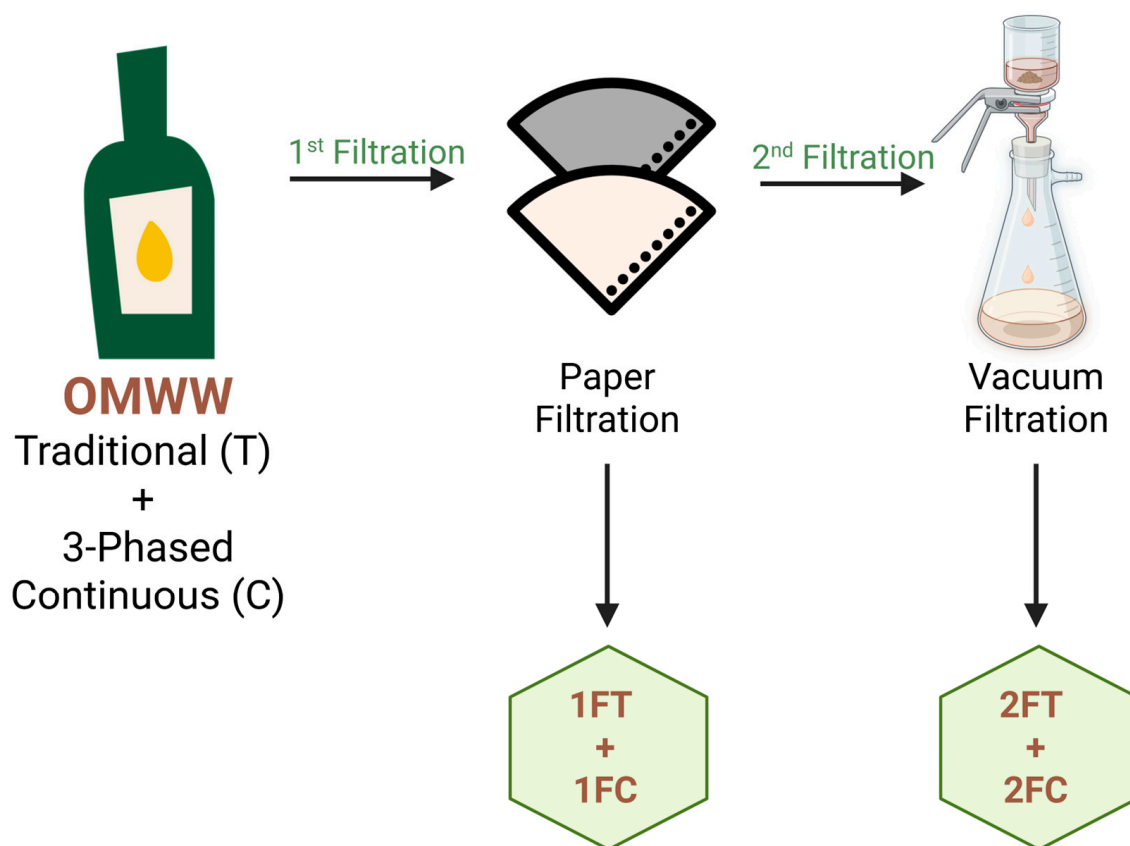 1st Filtration
2nd Filtration
OMWW
Traditional (T)
+
3-Phased
Continuous (C)
Paper
Filtration
Vacuum
Filtration
1FT
+
1FC
2FT
+
2FC